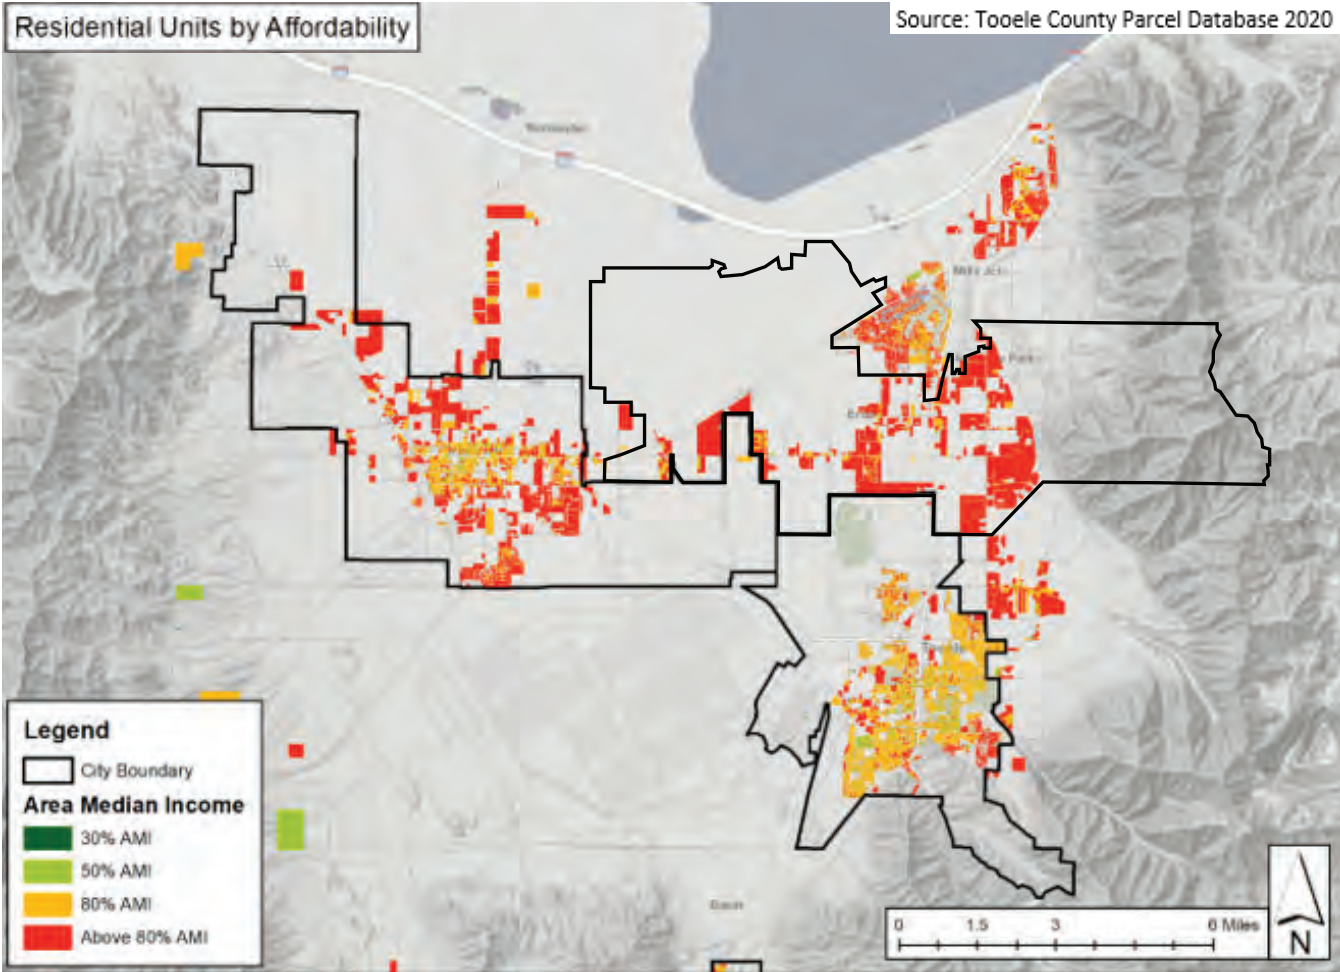 Residential Units by Affordability
Source: Tooele County Parcel Database 2020
Legend
City Boundary
Area Median Income
30% AMI
50% AMI
80% AMI
Above 80% AMI
0 1.5 3 6 Miles
N